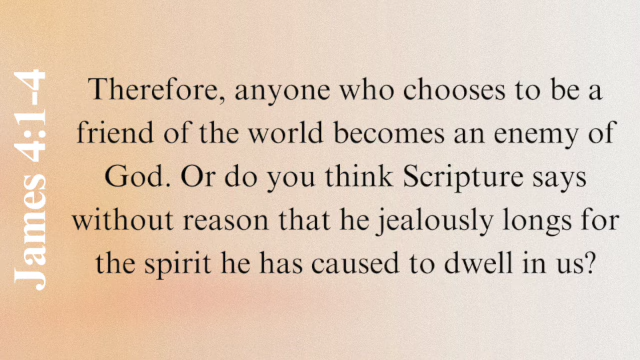 James 4:1-4
Therefore, anyone who chooses to be a
friend of the world becomes an enemy of
God. Or do you think Scripture says
without reason that he jealously longs for
the spirit he has caused to dwell in us?